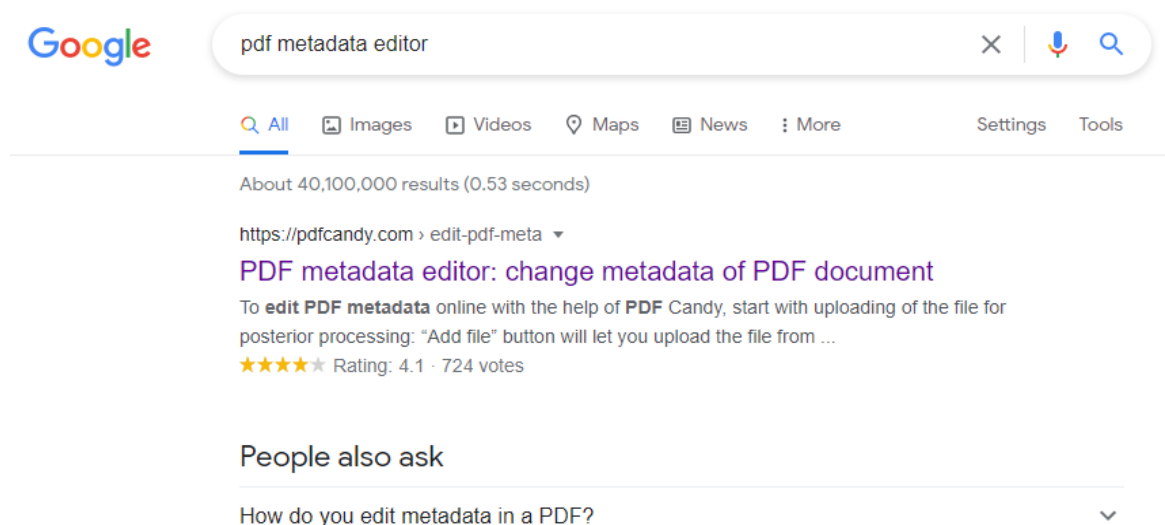 Google
pdf metadata editor
All Images Videos Maps News More Settings Tools
About 40,100,000 results (0.53 seconds)
https://pdfcandy.com › edit-pdf-meta
PDF metadata editor: change metadata of PDF document
To edit PDF metadata online with the help of PDF Candy, start with uploading of the file for
posterior processing: “Add file” button will let you upload the file from ...
Rating: 4.1 · 724 votes
People also ask
How do you edit metadata in a PDF?